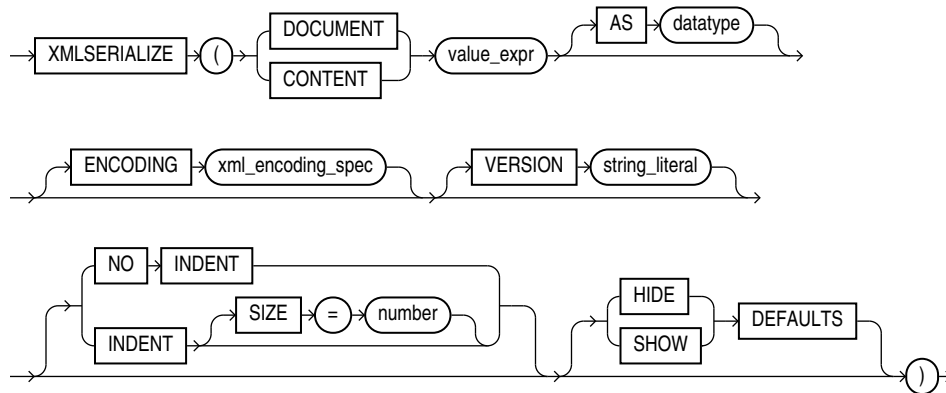 XMLSERIALIZE ( DOCUMENT CONTENT value_expr AS datatype
ENCODING xml_encoding_spec VERSION string_literal
NO INDENT
INDENT SIZE = number
HIDE SHOW DEFAULTS )